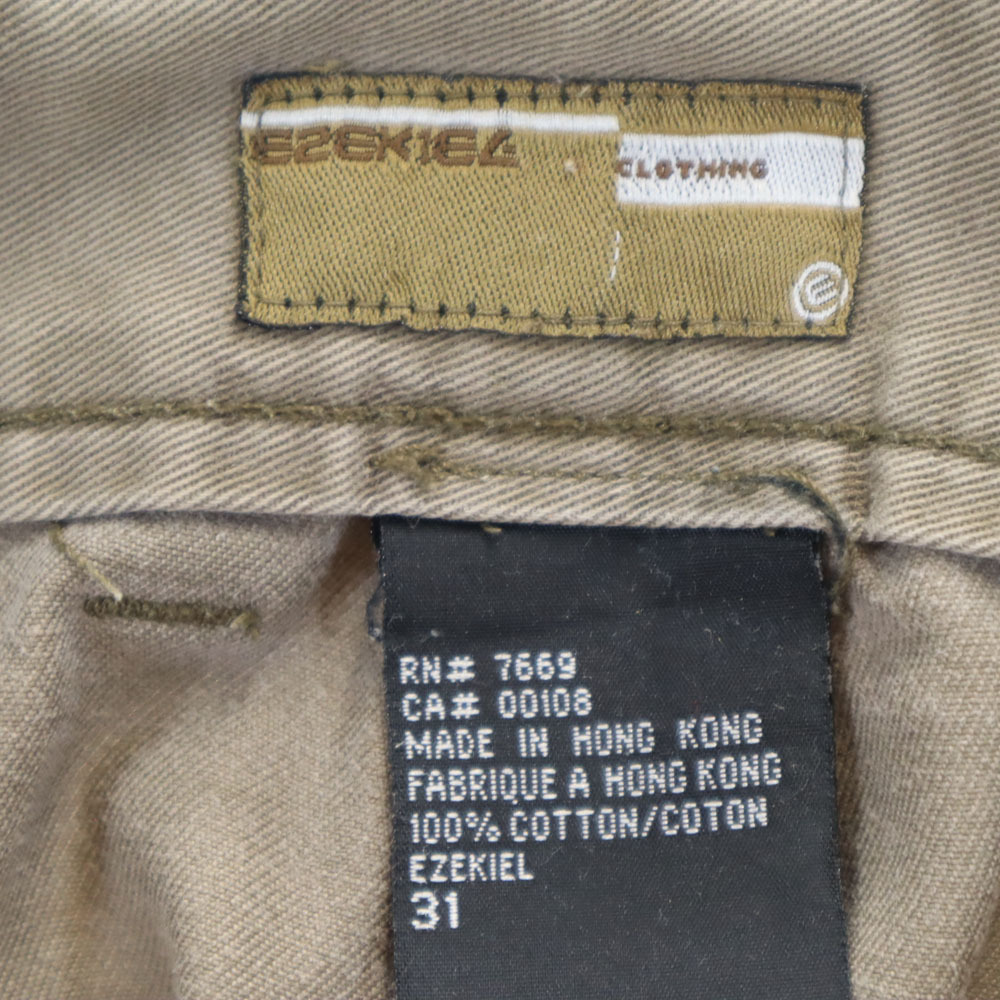 EZEKIEL
CLOTHING
RN# 7669
CA# 00108
MADE IN HONG KONG
FABRIQUE A HONG KONG
100% COTTON/COTON
EZEKIEL
31